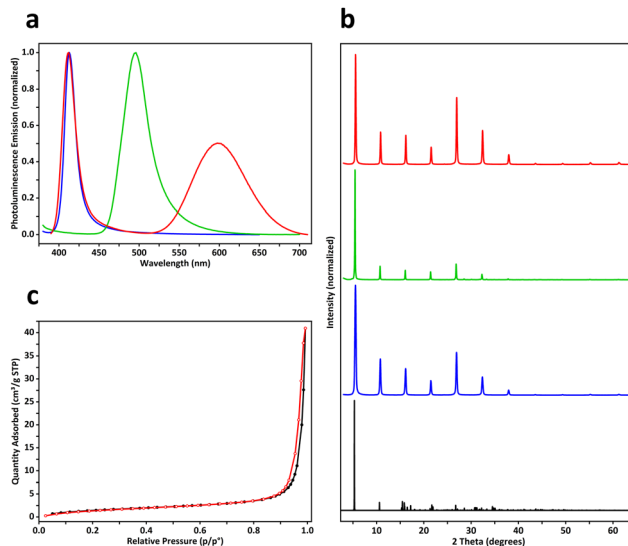 a
Photoluminescence Emission (normalized)
1.0
0.8
0.6
0.4
0.2
0.0
400 450 500 550 600 650 700
Wavelength (nm)
b
Intensity (normalized)
10 20 30 40 50 60
2 Theta (degrees)
c
Quantity Adsorbed (cm³/g STP)
40
35
30
25
20
15
10
5
0
0.0 0.2 0.4 0.6 0.8 1.0
Relative Pressure (p/p°)